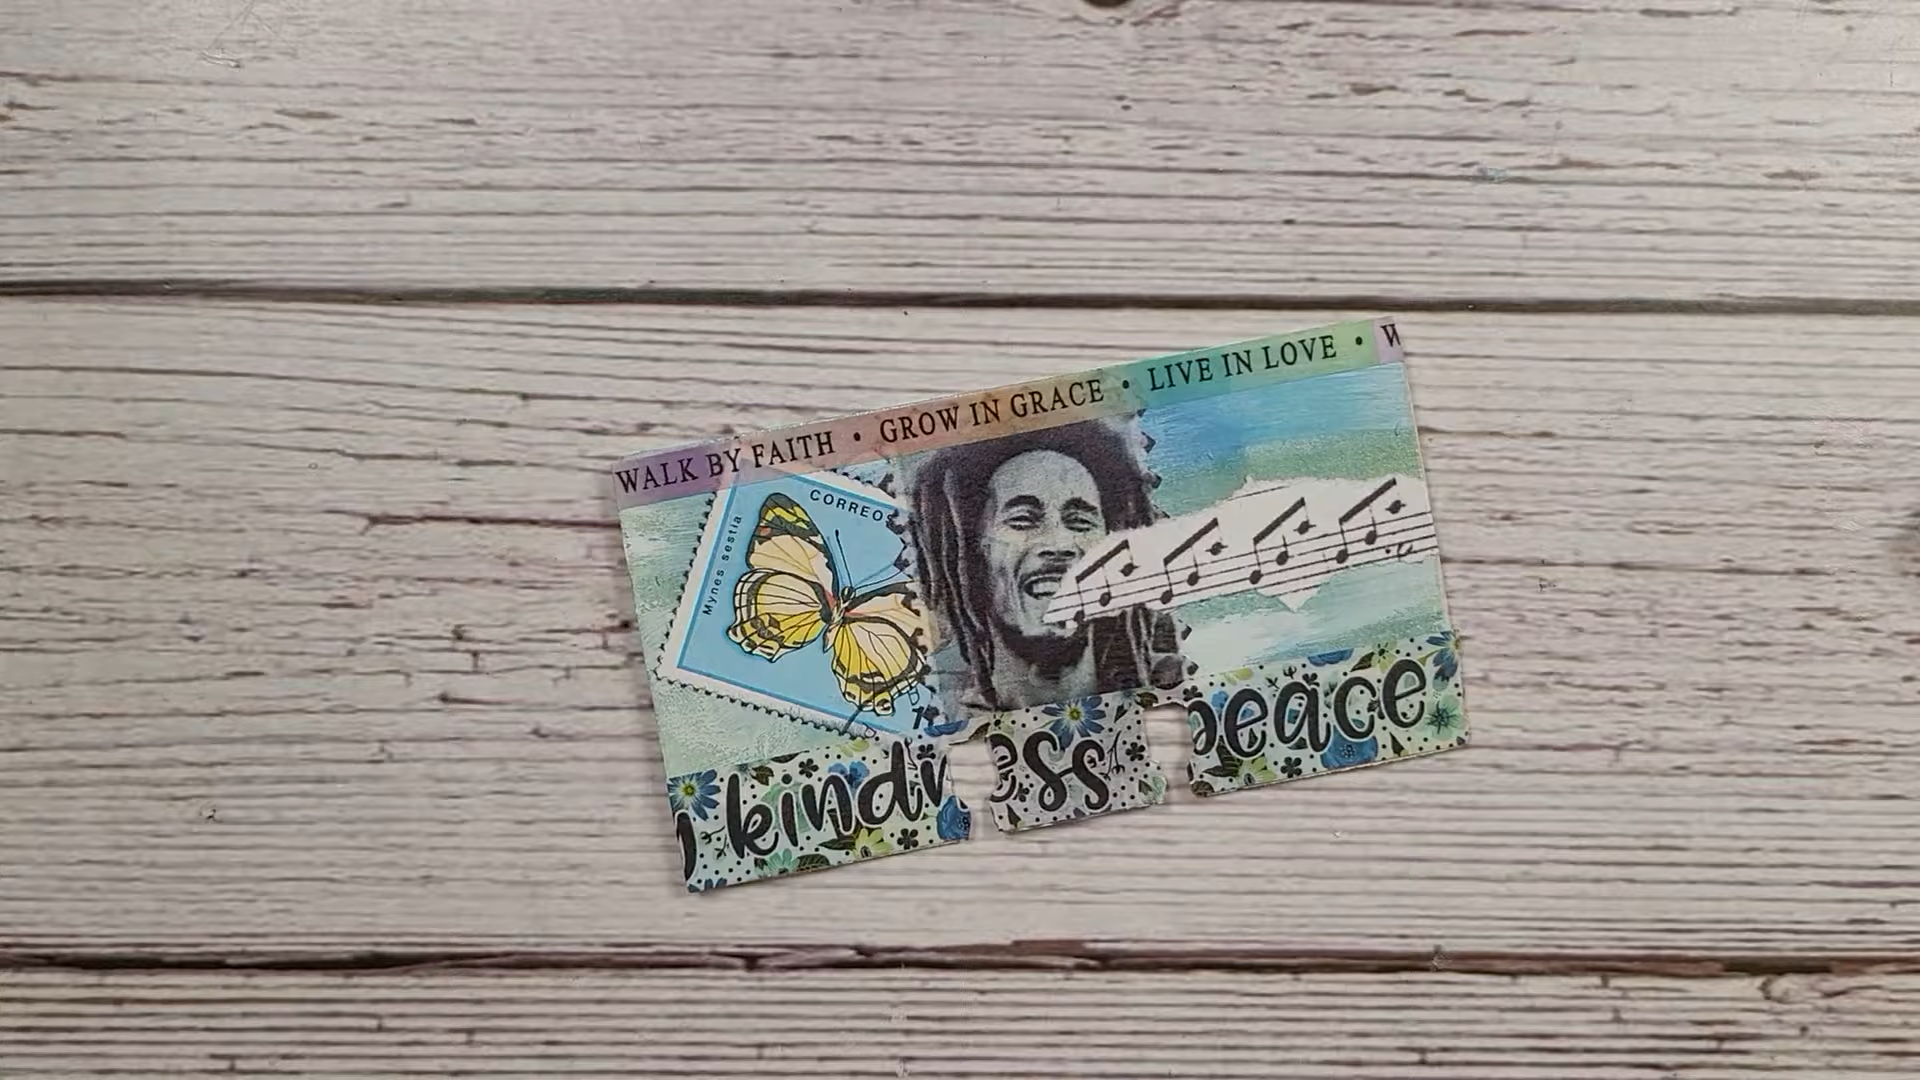 WALK BY FAITH • GROW IN GRACE • LIVE IN LOVE • W
CORREOS
Mynes sestia
kindness peace